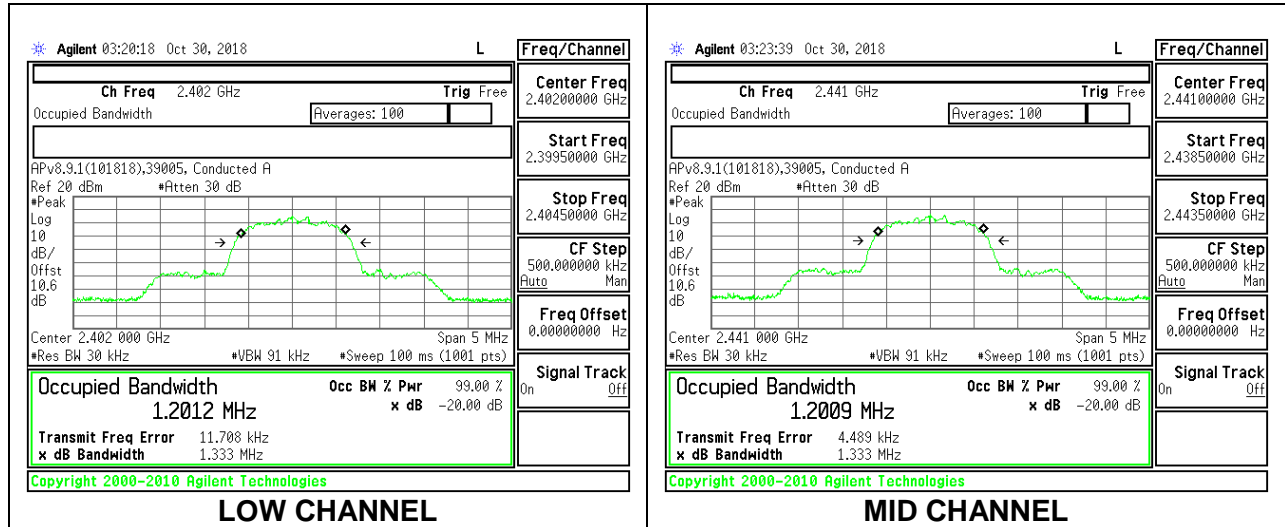 Agilent 03:20:18 Oct 30, 2018 L
Freq/Channel
Ch Freq 2.402 GHz Trig Free
Occupied Bandwidth Averages: 100
Center Freq
2.40200000 GHz
Start Freq
2.39950000 GHz
Stop Freq
2.40450000 GHz
CF Step
500.000000 kHz
Auto Man
Freq Offset
0.00000000 Hz
Signal Track
On Off
APv8.9.1(101818),39005, Conducted A
Ref 20 dBm #Atten 30 dB
#Peak
Log
10
dB/
Offst
10.6
dB
Center 2.402 000 GHz Span 5 MHz
#Res BW 30 kHz #VBW 91 kHz #Sweep 100 ms (1001 pts)
Occupied Bandwidth Occ BW % Pwr 99.00 %
1.2012 MHz x dB -20.00 dB
Transmit Freq Error 11.708 kHz
x dB Bandwidth 1.333 MHz
Copyright 2000-2010 Agilent Technologies
LOW CHANNEL
Agilent 03:23:39 Oct 30, 2018 L
Freq/Channel
Ch Freq 2.441 GHz Trig Free
Occupied Bandwidth Averages: 100
Center Freq
2.44100000 GHz
Start Freq
2.43850000 GHz
Stop Freq
2.44350000 GHz
CF Step
500.000000 kHz
Auto Man
Freq Offset
0.00000000 Hz
Signal Track
On Off
APv8.9.1(101818),39005, Conducted A
Ref 20 dBm #Atten 30 dB
#Peak
Log
10
dB/
Offst
10.6
dB
Center 2.441 000 GHz Span 5 MHz
#Res BW 30 kHz #VBW 91 kHz #Sweep 100 ms (1001 pts)
Occupied Bandwidth Occ BW % Pwr 99.00 %
1.2009 MHz x dB -20.00 dB
Transmit Freq Error 4.489 kHz
x dB Bandwidth 1.333 MHz
Copyright 2000-2010 Agilent Technologies
MID CHANNEL